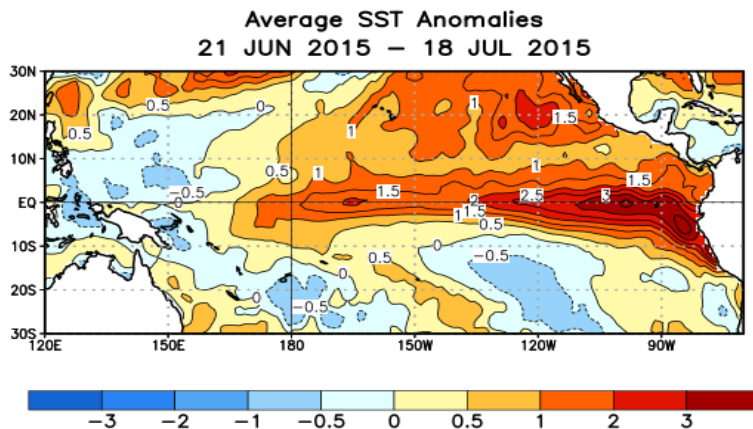 Average SST Anomalies
21 JUN 2015 – 18 JUL 2015
30N
20N
10N
EQ
10S
20S
30S
120E 150E 180 150W 120W 90W
0.5 0 1 1.5
0.5 1
0.5 1 1
-0.5 1.5 1.5
0 2 2.5 3
1 1.5
0.5
0 0 -0.5
0.5
0
0 -0.5
-3 -2 -1 -0.5 0 0.5 1 2 3